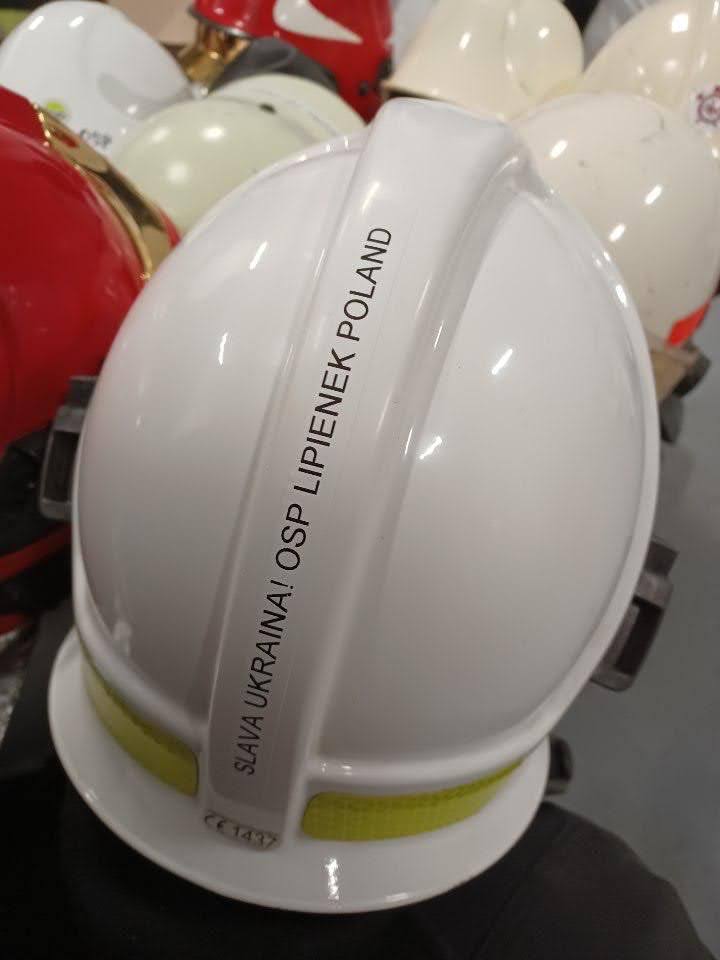 SLAVA UKRAINA! OSP LIPIENEK POLAND
CE 1437